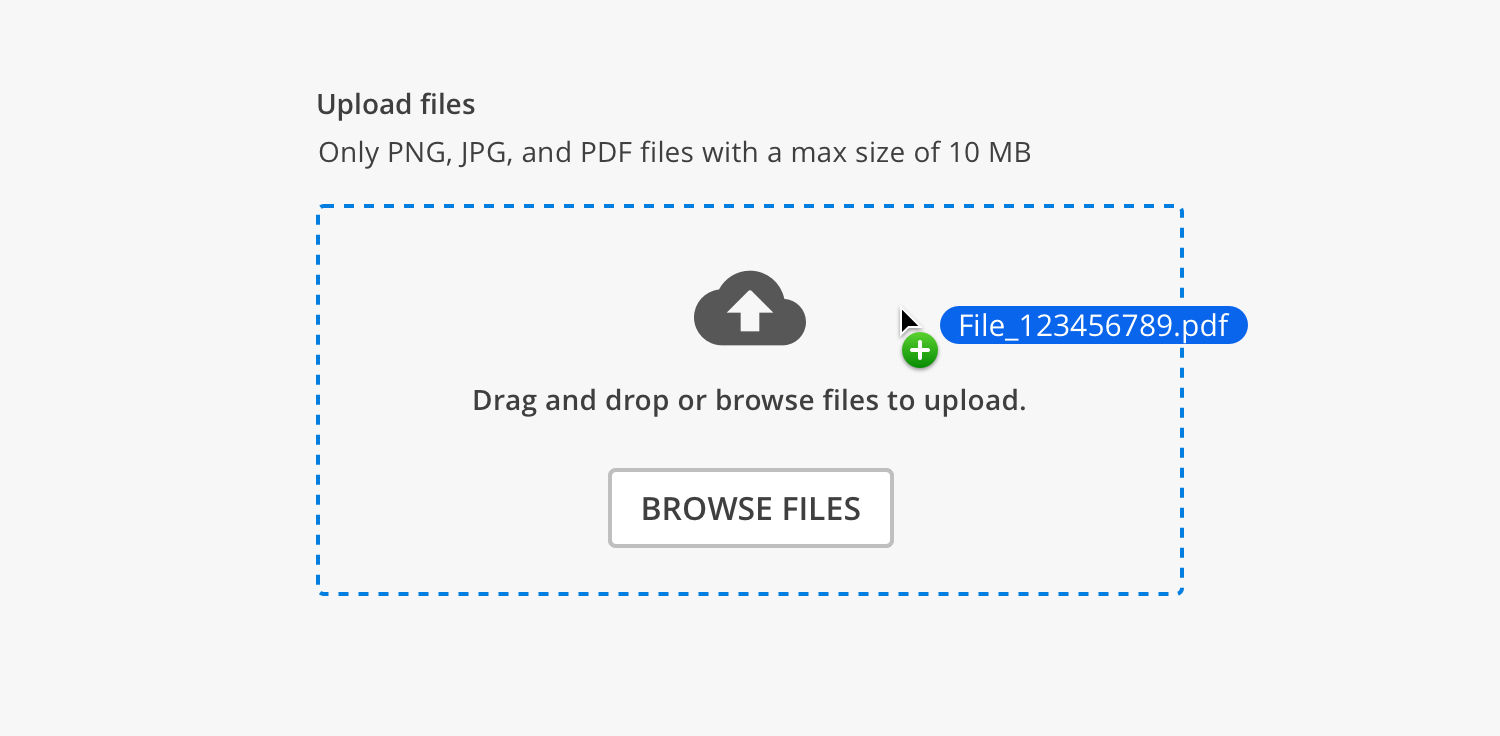 Upload files
Only PNG, JPG, and PDF files with a max size of 10 MB
File_123456789.pdf
Drag and drop or browse files to upload.
BROWSE FILES